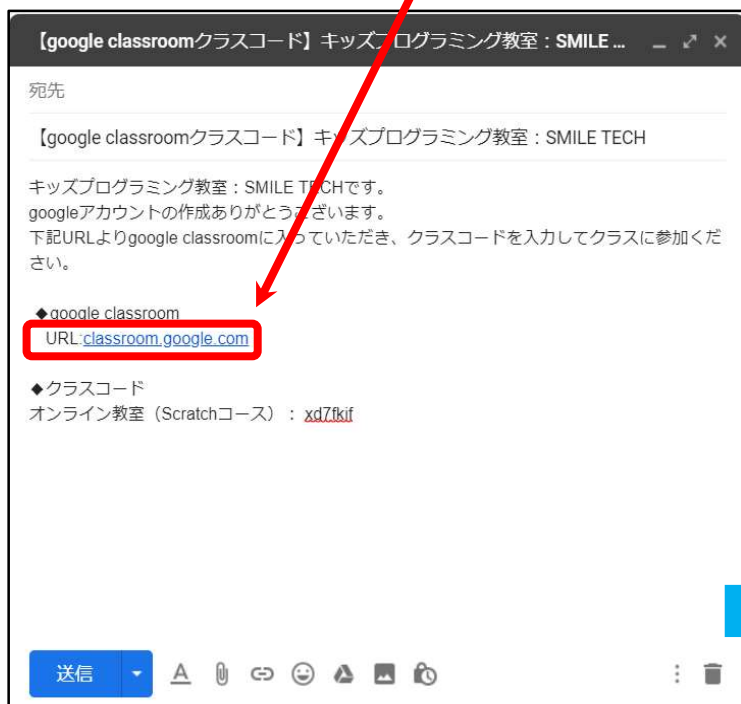 【google classroomクラスコード】キッズプログラミング教室：SMILE ...
宛先
【google classroomクラスコード】キッズプログラミング教室：SMILE TECH
キッズプログラミング教室：SMILE TECHです。
googleアカウントの作成ありがとうございます。
下記URLよりgoogle classroomに入っていただき、クラスコードを入力してクラスに参加くだ
さい。
◆google classroom
URL:classroom.google.com
◆クラスコード
オンライン教室（Scratchコース）： xd7fkif
送信